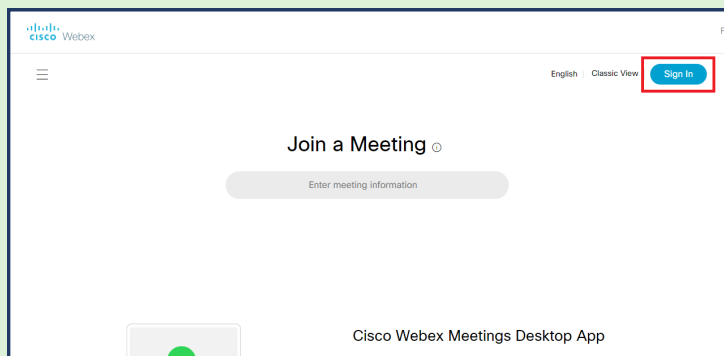 CISCO Webex
English
Classic View
Sign In
Join a Meeting
Enter meeting information
Cisco Webex Meetings Desktop App